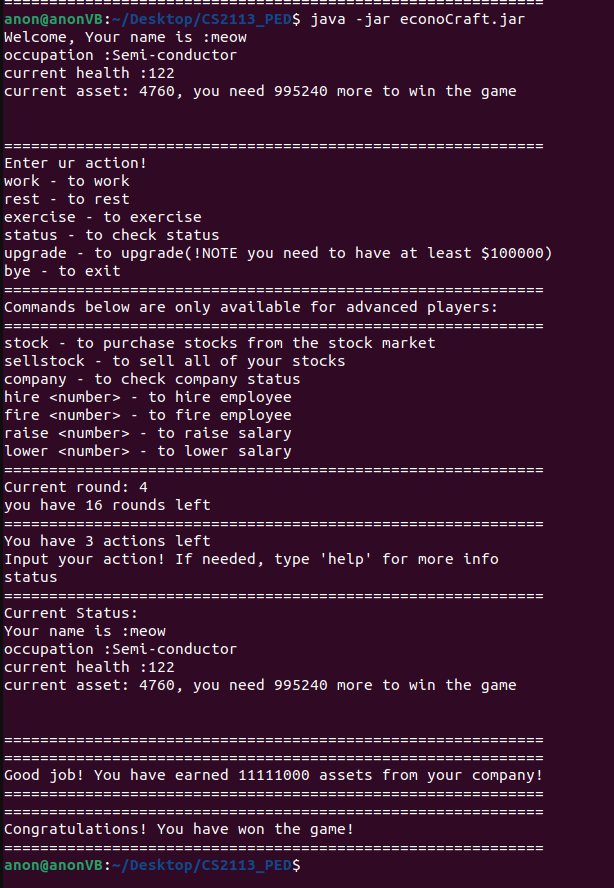 ============================================================
anon@anonVB:~/Desktop/CS2113_PED$ java -jar econoCraft.jar
Welcome, Your name is :meow
occupation :Semi-conductor
current health :122
current asset: 4760, you need 995240 more to win the game
============================================================
Enter ur action!
work - to work
rest - to rest
exercise - to exercise
status - to check status
upgrade - to upgrade(!NOTE you need to have at least $100000)
bye - to exit
============================================================
Commands below are only available for advanced players:
============================================================
stock - to purchase stocks from the stock market
sellstock - to sell all of your stocks
company - to check company status
hire <number> - to hire employee
fire <number> - to fire employee
raise <number> - to raise salary
lower <number> - to lower salary
============================================================
Current round: 4
you have 16 rounds left
============================================================
You have 3 actions left
Input your action! If needed, type 'help' for more info
status
============================================================
Current Status:
Your name is :meow
occupation :Semi-conductor
current health :122
current asset: 4760, you need 995240 more to win the game
============================================================
============================================================
Good job! You have earned 11111000 assets from your company!
============================================================
============================================================
Congratulations! You have won the game!
============================================================
anon@anonVB:~/Desktop/CS2113_PED$